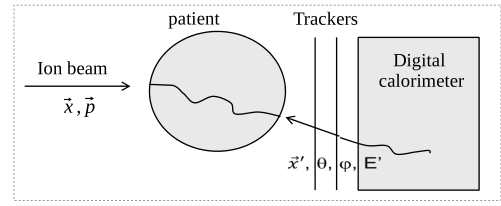 patient
Trackers
Ion beam
x⃗, p⃗
Digital
calorimeter
x⃗', θ, φ, E'